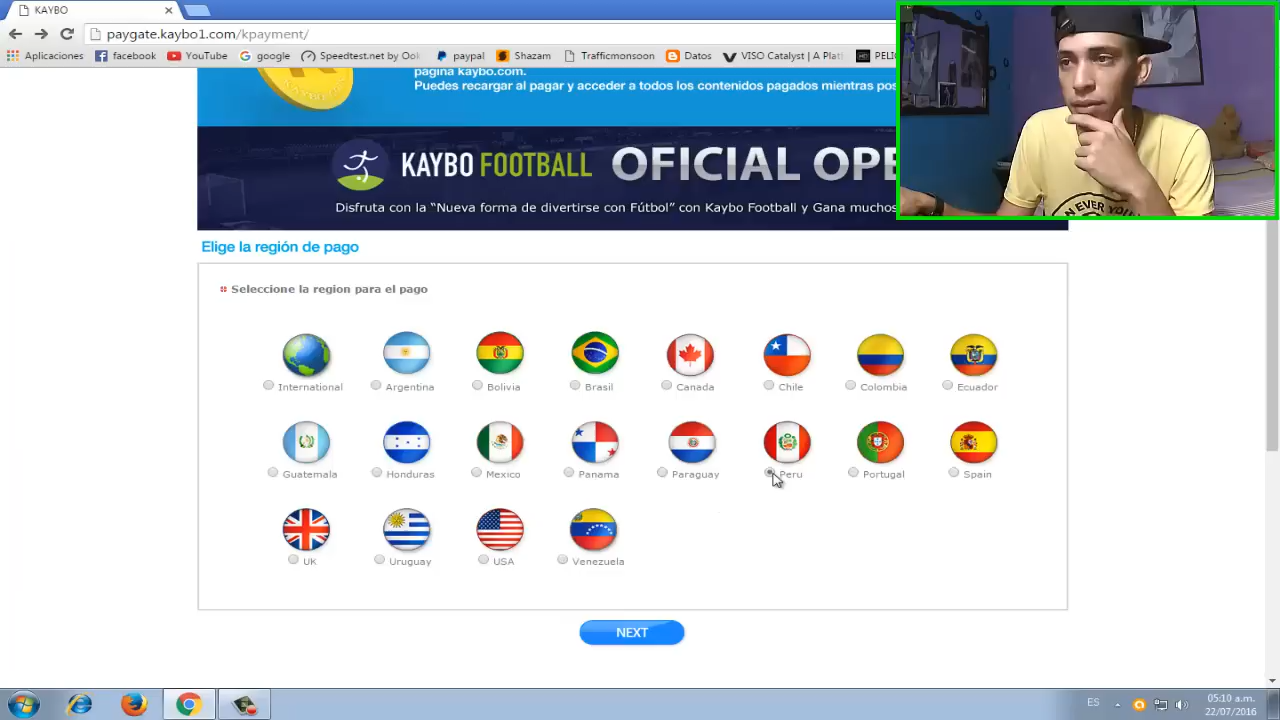 KAYBO
paygate.kaybo1.com/kpayment/
Aplicaciones facebook YouTube google Speedtest.net by Ook paypal Shazam Trafficmonsoon Datos VISO Catalyst | A Plati PELI
pagina kaybo.com.
Puedes recargar al pagar y acceder a todos los contenidos pagados mientras pos
KAYBO FOOTBALL OFICIAL OPE
Disfruta con la "Nueva forma de divertirse con Fútbol" con Kaybo Football y Gana muchos
Elige la región de pago
Seleccione la region para el pago
International Argentina Bolivia Brasil Canada Chile Colombia Ecuador
Guatemala Honduras Mexico Panama Paraguay Peru Portugal Spain
UK Uruguay USA Venezuela
NEXT
ES
05:10 a.m.
22/07/2016